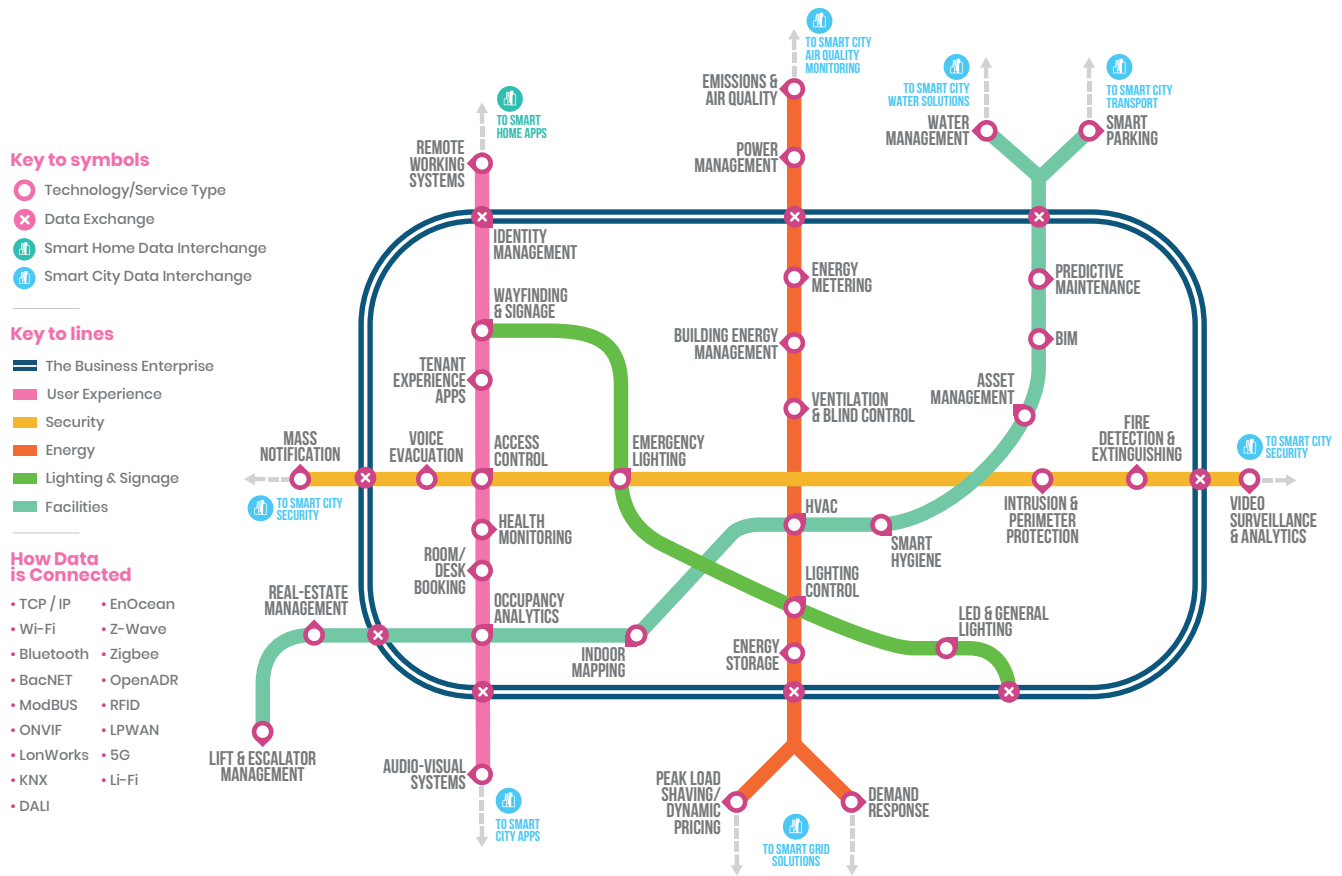 Key to symbols
Technology/Service Type
Data Exchange
Smart Home Data Interchange
Smart City Data Interchange
Key to lines
The Business Enterprise
User Experience
Security
Energy
Lighting & Signage
Facilities
How Data
is Connected
• TCP / IP
• Wi-Fi
• Bluetooth
• BacNET
• ModBUS
• ONVIF
• LonWorks
• KNX
• DALI
• EnOcean
• Z-Wave
• Zigbee
• OpenADR
• RFID
• LPWAN
• 5G
• Li-Fi
TO SMART
HOME APPS
REMOTE
WORKING
SYSTEMS
IDENTITY
MANAGEMENT
WAYFINDING
& SIGNAGE
TENANT
EXPERIENCE
APPS
MASS
NOTIFICATION
TO SMART CITY
SECURITY
VOICE
EVACUATION
ACCESS
CONTROL
EMERGENCY
LIGHTING
HEALTH
MONITORING
ROOM/
DESK
BOOKING
REAL-ESTATE
MANAGEMENT
OCCUPANCY
ANALYTICS
INDOOR
MAPPING
LIFT & ESCALATOR
MANAGEMENT
AUDIO-VISUAL
SYSTEMS
TO SMART
CITY APPS
TO SMART CITY
AIR QUALITY
MONITORING
EMISSIONS &
AIR QUALITY
POWER
MANAGEMENT
ENERGY
METERING
BUILDING ENERGY
MANAGEMENT
VENTILATION
& BLIND CONTROL
HVAC
SMART
HYGIENE
LIGHTING
CONTROL
LED & GENERAL
LIGHTING
ENERGY
STORAGE
PEAK LOAD
SHAVING/
DYNAMIC
PRICING
DEMAND
RESPONSE
TO SMART GRID
SOLUTIONS
TO SMART CITY
WATER SOLUTIONS
WATER
MANAGEMENT
TO SMART CITY
TRANSPORT
SMART
PARKING
PREDICTIVE
MAINTENANCE
BIM
ASSET
MANAGEMENT
FIRE
DETECTION &
EXTINGUISHING
INTRUSION &
PERIMETER
PROTECTION
TO SMART CITY
SECURITY
VIDEO
SURVEILLANCE
& ANALYTICS